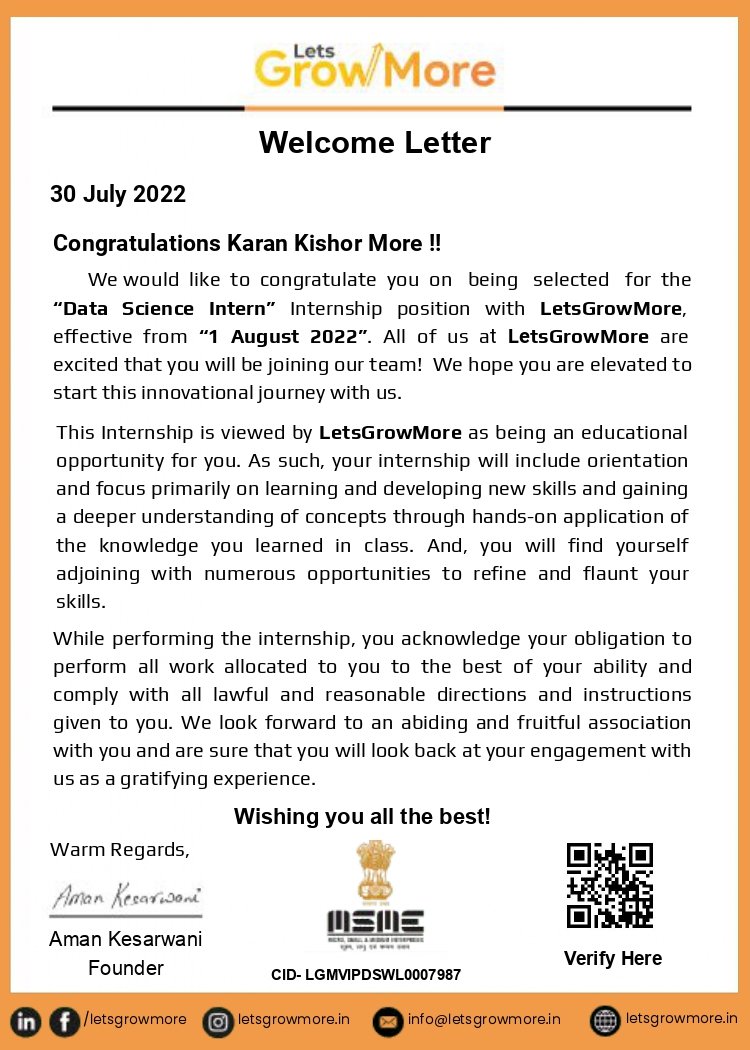 Lets
GrowMore
Welcome Letter
30 July 2022
Congratulations Karan Kishor More !!
We would like to congratulate you on being selected for the
“Data Science Intern” Internship position with LetsGrowMore,
effective from “1 August 2022”. All of us at LetsGrowMore are
excited that you will be joining our team! We hope you are elevated to
start this innovational journey with us.
This Internship is viewed by LetsGrowMore as being an educational
opportunity for you. As such, your internship will include orientation
and focus primarily on learning and developing new skills and gaining
a deeper understanding of concepts through hands-on application of
the knowledge you learned in class. And, you will find yourself
adjoining with numerous opportunities to refine and flaunt your
skills.
While performing the internship, you acknowledge your obligation to
perform all work allocated to you to the best of your ability and
comply with all lawful and reasonable directions and instructions
given to you. We look forward to an abiding and fruitful association
with you and are sure that you will look back at your engagement with
us as a gratifying experience.
Wishing you all the best!
Warm Regards,
Aman Kesarwani
Aman Kesarwani
Founder
MSME
MICRO, SMALL & MEDIUM ENTERPRISES
सूक्ष्म, लघु एवं मध्यम उद्यम
CID- LGMVIPDSWL0007987
Verify Here
/letsgrowmore
letsgrowmore.in
info@letsgrowmore.in
letsgrowmore.in